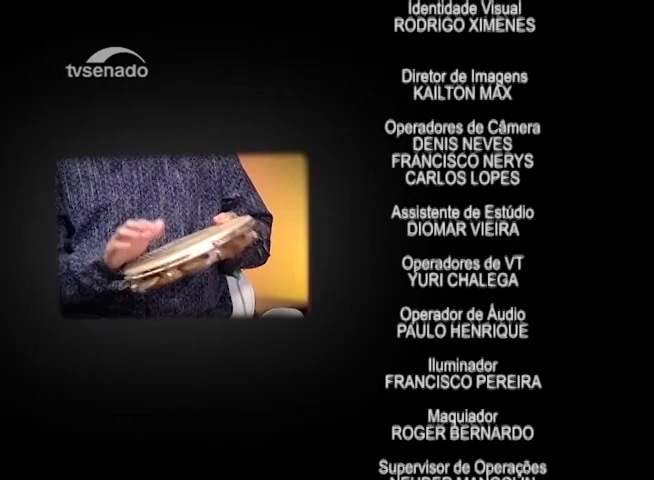 tvsenado
Identidade Visual
RODRIGO XIMENES
Diretor de Imagens
KAILTON MAX
Operadores de Câmera
DENIS NEVES
FRANCISCO NERYS
CARLOS LOPES
Assistente de Estúdio
DIOMAR VIEIRA
Operadores de VT
YURI CHALEGA
Operador de Áudio
PAULO HENRIQUE
Iluminador
FRANCISCO PEREIRA
Maquiador
ROGER BERNARDO
Supervisor de Operações